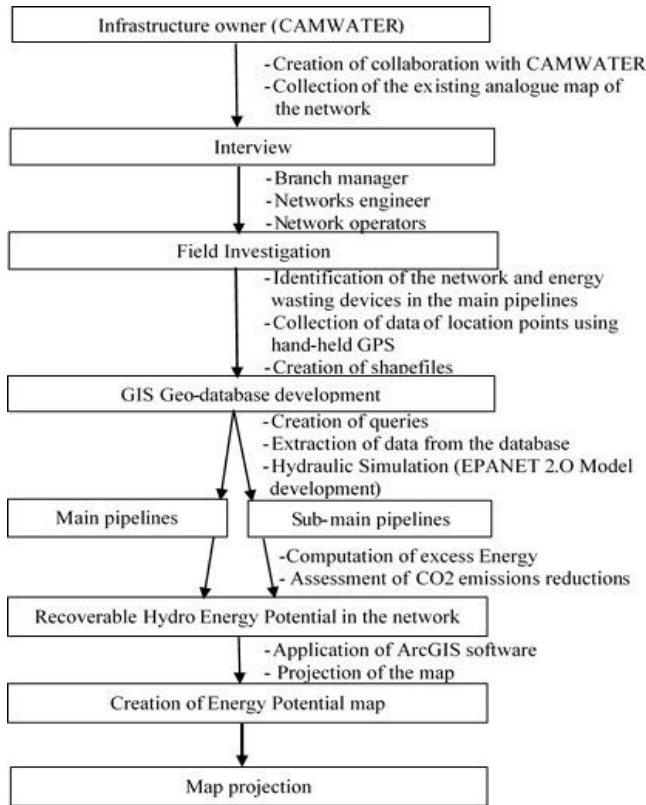 Infrastructure owner (CAMWATER)
-Creation of collaboration with CAMWATER
-Collection of the existing analogue map of
the network
Interview
-Branch manager
-Networks engineer
-Network operators
Field Investigation
-Identification of the network and energy
wasting devices in the main pipelines
-Collection of data of location points using
hand-held GPS
-Creation of shapefiles
GIS Geo-database development
-Creation of queries
-Extraction of data from the database
-Hydraulic Simulation (EPANET 2.O Model
development)
Main pipelines
Sub-main pipelines
-Computation of excess Energy
- Assessment of CO2 emissions reductions
Recoverable Hydro Energy Potential in the network
-Application of ArcGIS software
- Projection of the map
Creation of Energy Potential map
Map projection